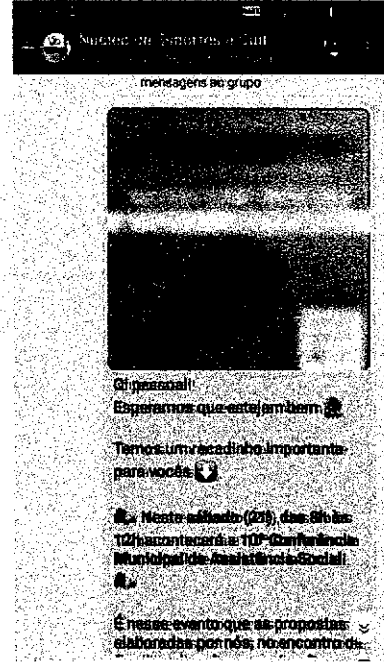 mensagens ao grupo
Oi pessoal!
Esperamos que estejam bem
Temos um recadinho importante
para vocês
Neste sábado das 8h às
12h acontecerá a 10ª Conferência
Municipal de Assistência Social!
É nesse evento que as propostas
elaboradas por nós, no encontro de